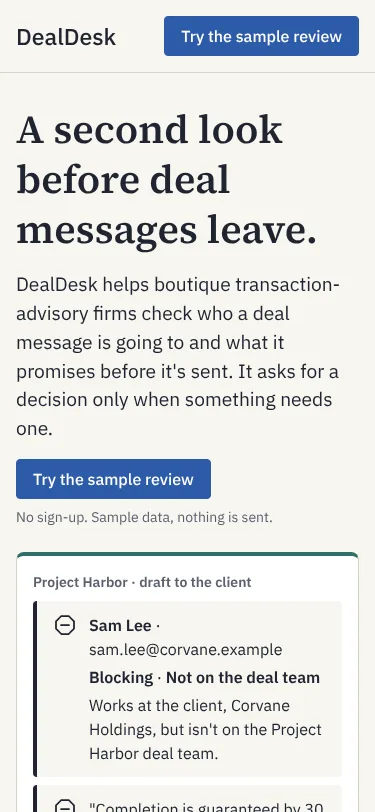 DealDesk
Try the sample review
A second look
before deal
messages leave.
DealDesk helps boutique transaction-
advisory firms check who a deal
message is going to and what it
promises before it's sent. It asks for a
decision only when something needs
one.
Try the sample review
No sign-up. Sample data, nothing is sent.
Project Harbor · draft to the client
Sam Lee ·
sam.lee@corvane.example
Blocking · Not on the deal team
Works at the client, Corvane
Holdings, but isn't on the Project
Harbor deal team.
"Completion is guaranteed by 30